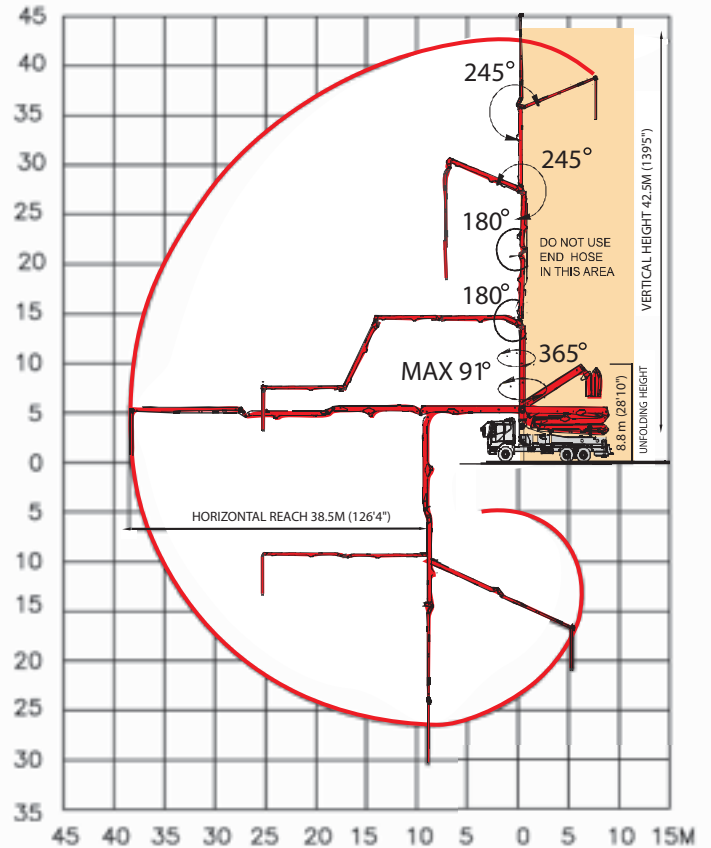 45
40
35
30
25
20
15
10
5
0
5
10
15
20
25
30
35
245°
245°
180°
180°
365°
MAX 91°
DO NOT USE
END HOSE
IN THIS AREA
VERTICAL HEIGHT 42.5M (139'5")
8.8 m (28'10")
UNFOLDING HEIGHT
HORIZONTAL REACH 38.5M (126'4")
45 40 35 30 25 20 15 10 5 0 5 10 15M